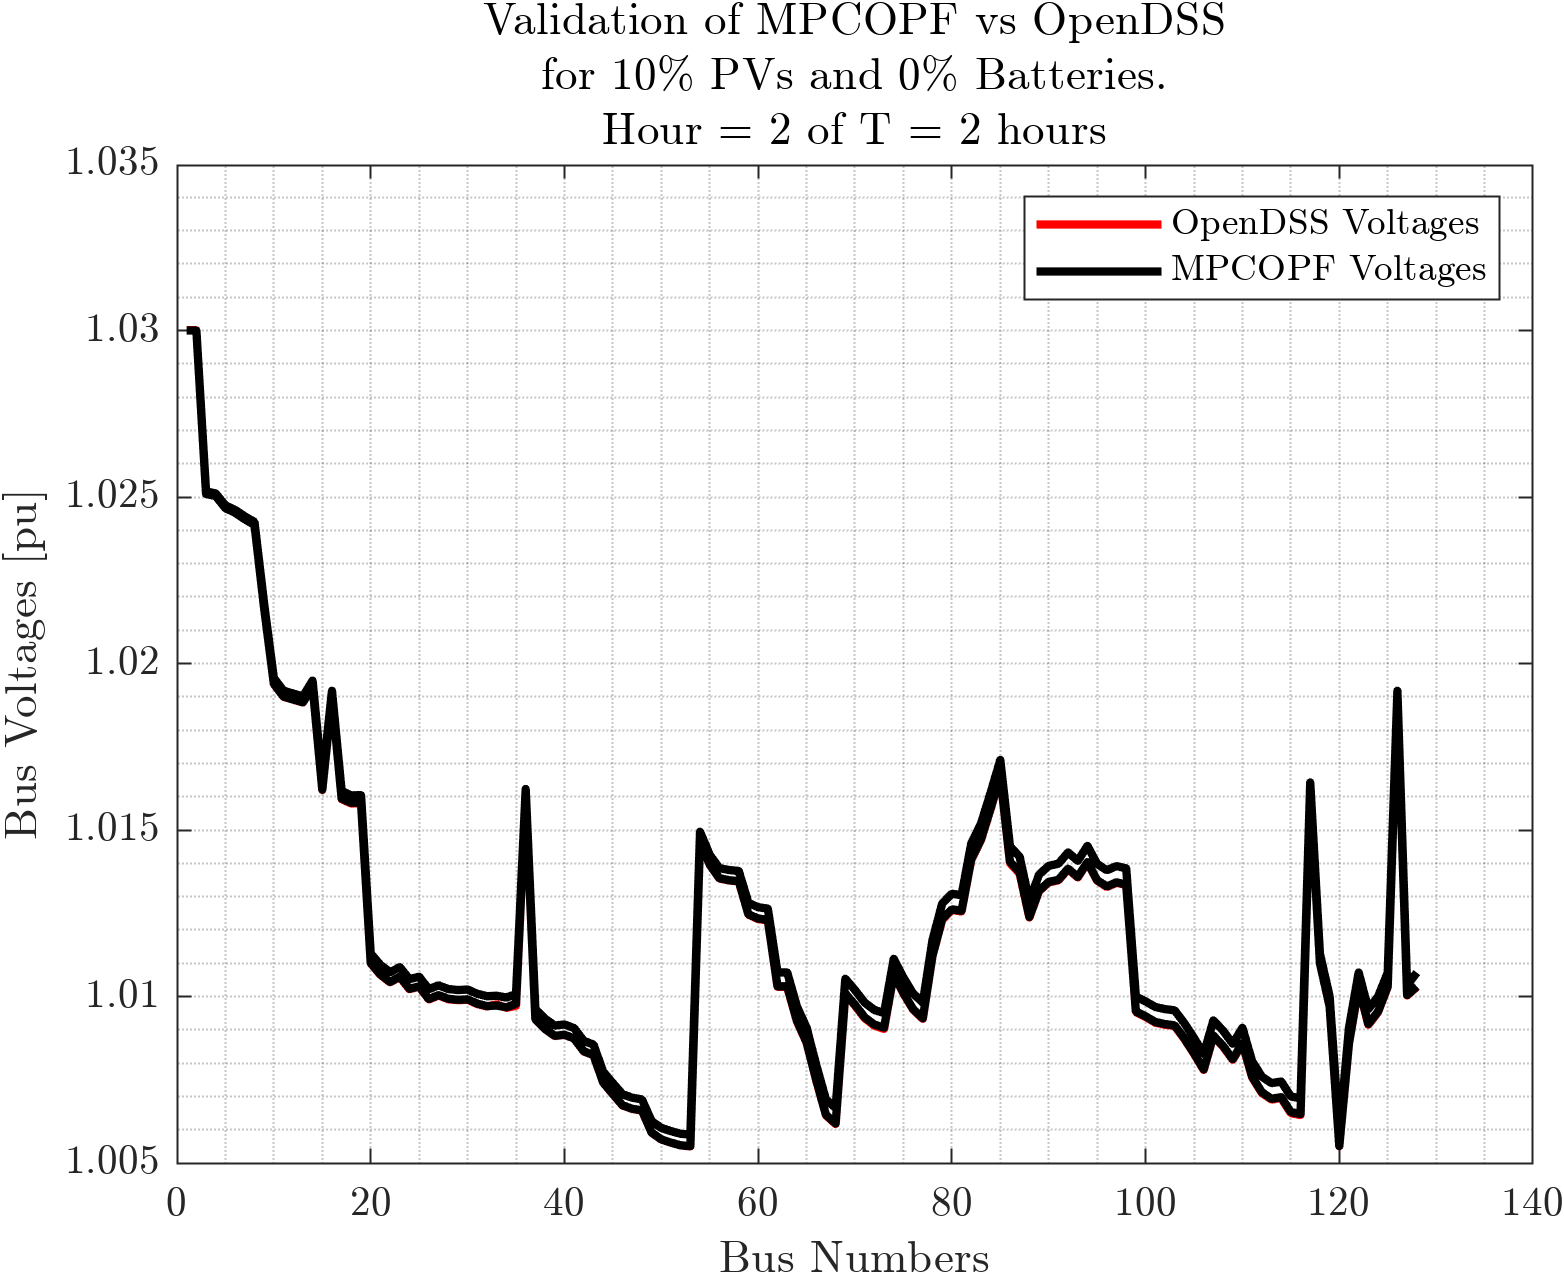 Validation of MPCOPF vs OpenDSS
for 10% PVs and 0% Batteries.
Hour = 2 of T = 2 hours
OpenDSS Voltages
MPCOPF Voltages
Bus Voltages [pu]
1.035
1.03
1.025
1.02
1.015
1.01
1.005
0 20 40 60 80 100 120 140
Bus Numbers